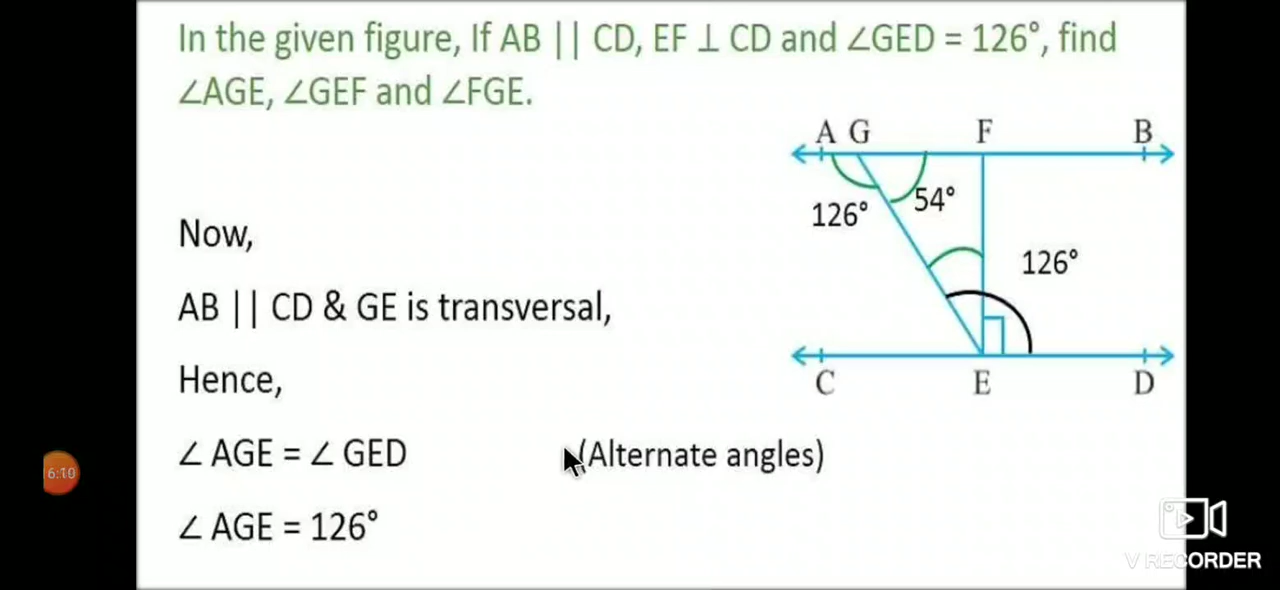 In the given figure, If AB || CD, EF ⊥ CD and ∠GED = 126°, find
∠AGE, ∠GEF and ∠FGE.
A G F B
126° 54°
126°
C E D
Now,
AB || CD & GE is transversal,
Hence,
∠ AGE = ∠ GED (Alternate angles)
∠ AGE = 126°
6:10
V RECORDER